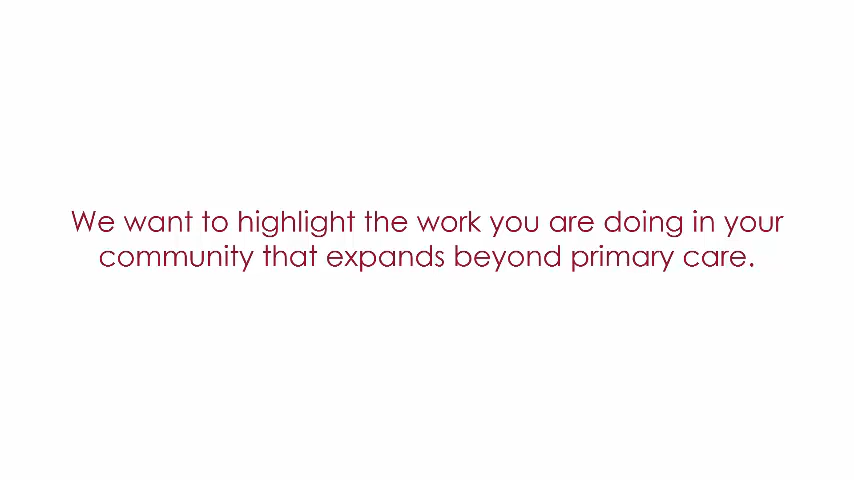 We want to highlight the work you are doing in your
community that expands beyond primary care.